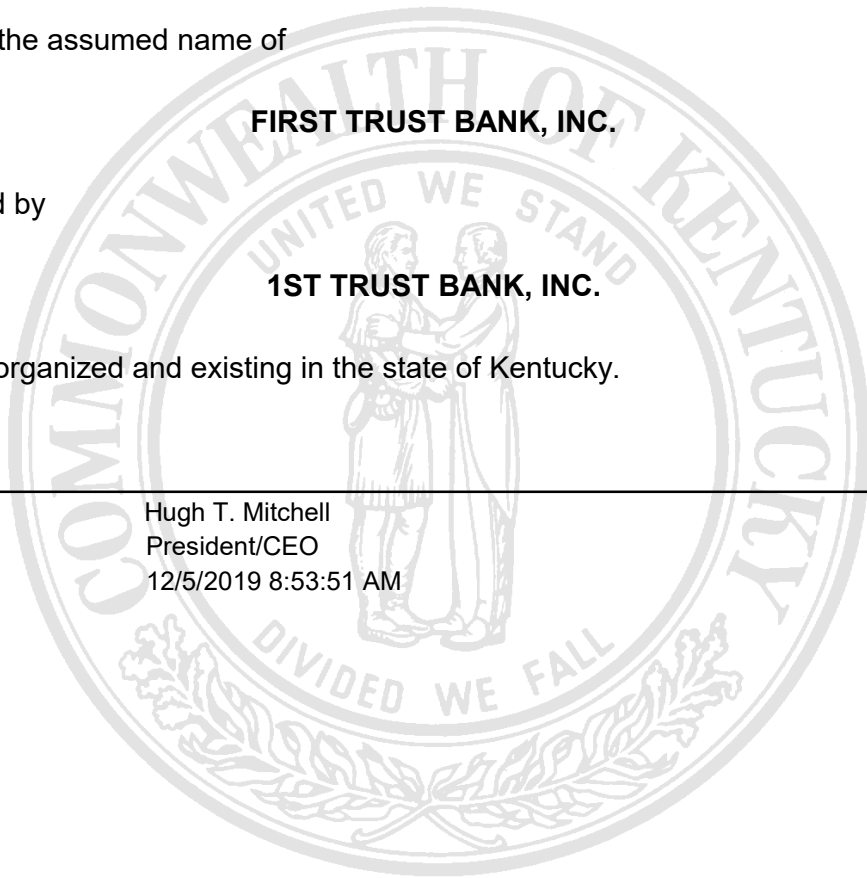 the assumed name of
FIRST TRUST BANK, INC.
d by
1ST TRUST BANK, INC.
organized and existing in the state of Kentucky.
Hugh T. Mitchell
President/CEO
12/5/2019 8:53:51 AM
COMMONWEALTH OF KENTUCKY
UNITED WE STAND
DIVIDED WE FALL